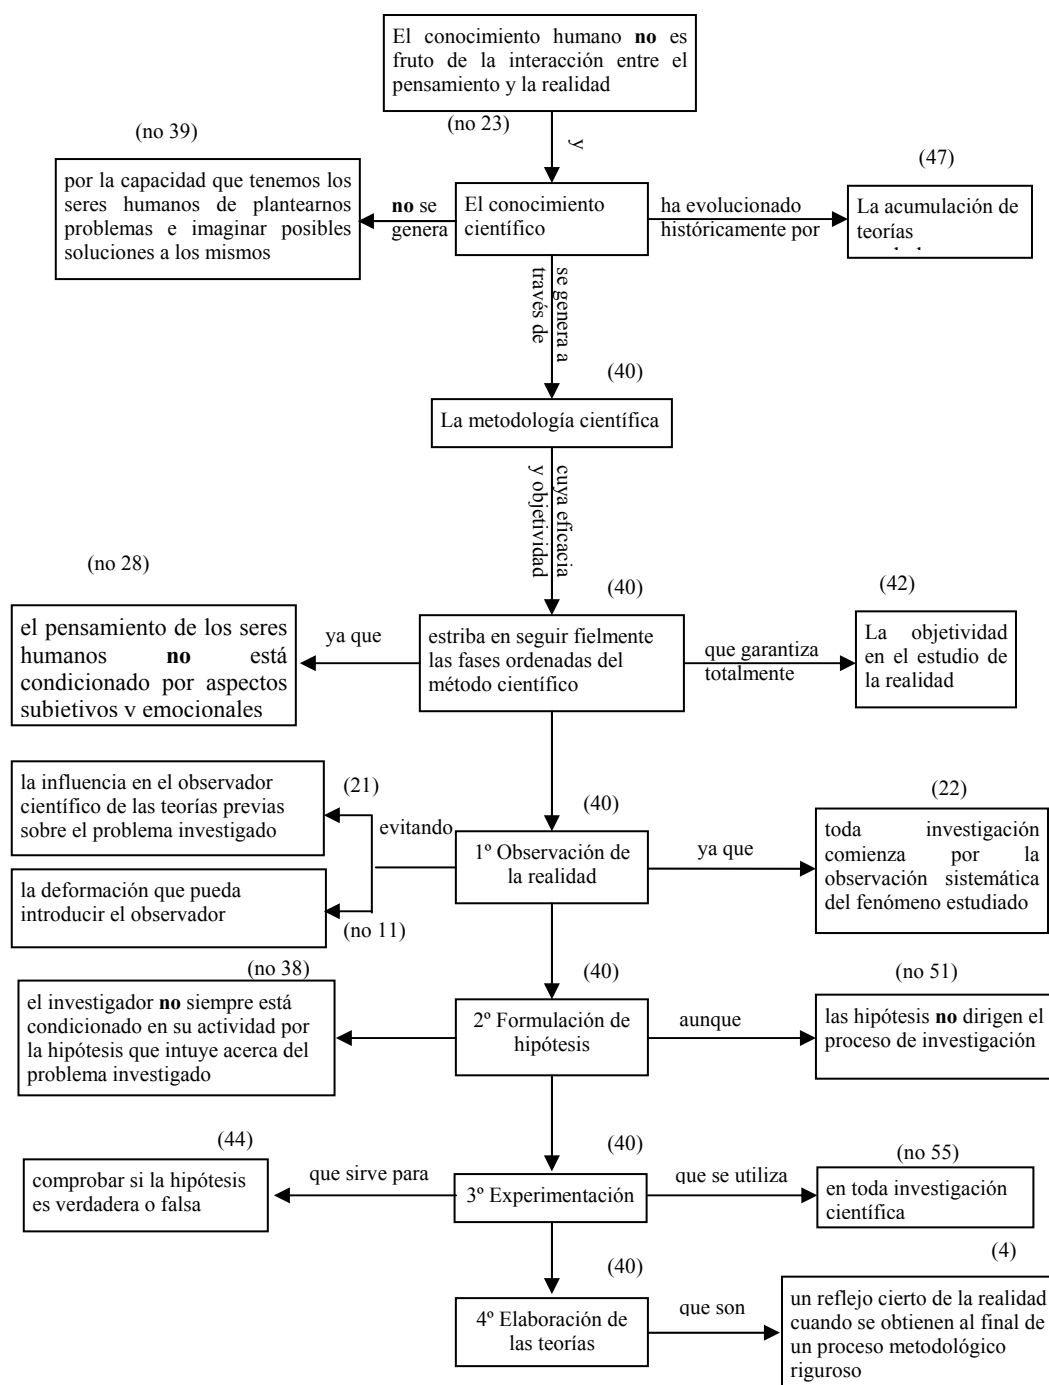 El conocimiento humano no es
fruto de la interacción entre el
pensamiento y la realidad
(no 23)
y
(no 39)
por la capacidad que tenemos los
seres humanos de plantearnos
problemas e imaginar posibles
soluciones a los mismos
no se
genera
El conocimiento
científico
ha evolucionado
históricamente por
(47)
La acumulación de
teorías
se genera a
través de
(40)
La metodología científica
cuya eficacia
y objetividad
(no 28)
el pensamiento de los seres
humanos no está
condicionado por aspectos
subjetivos y emocionales
ya que
(40)
estriba en seguir fielmente
las fases ordenadas del
método científico
que garantiza
totalmente
(42)
La objetividad
en el estudio de
la realidad
la influencia en el observador
científico de las teorías previas
sobre el problema investigado
(21)
la deformación que pueda
introducir el observador
(no 11)
evitando
(40)
1º Observación de
la realidad
ya que
(22)
toda investigación
comienza por la
observación sistemática
del fenómeno estudiado
(no 38)
el investigador no siempre está
condicionado en su actividad por
la hipótesis que intuye acerca del
problema investigado
(40)
2º Formulación de
hipótesis
aunque
(no 51)
las hipótesis no dirigen el
proceso de investigación
(44)
comprobar si la hipótesis
es verdadera o falsa
que sirve para
(40)
3º Experimentación
que se utiliza
(no 55)
en toda investigación
científica
(40)
4º Elaboración de
las teorías
que son
(4)
un reflejo cierto de la realidad
cuando se obtienen al final de
un proceso metodológico
riguroso